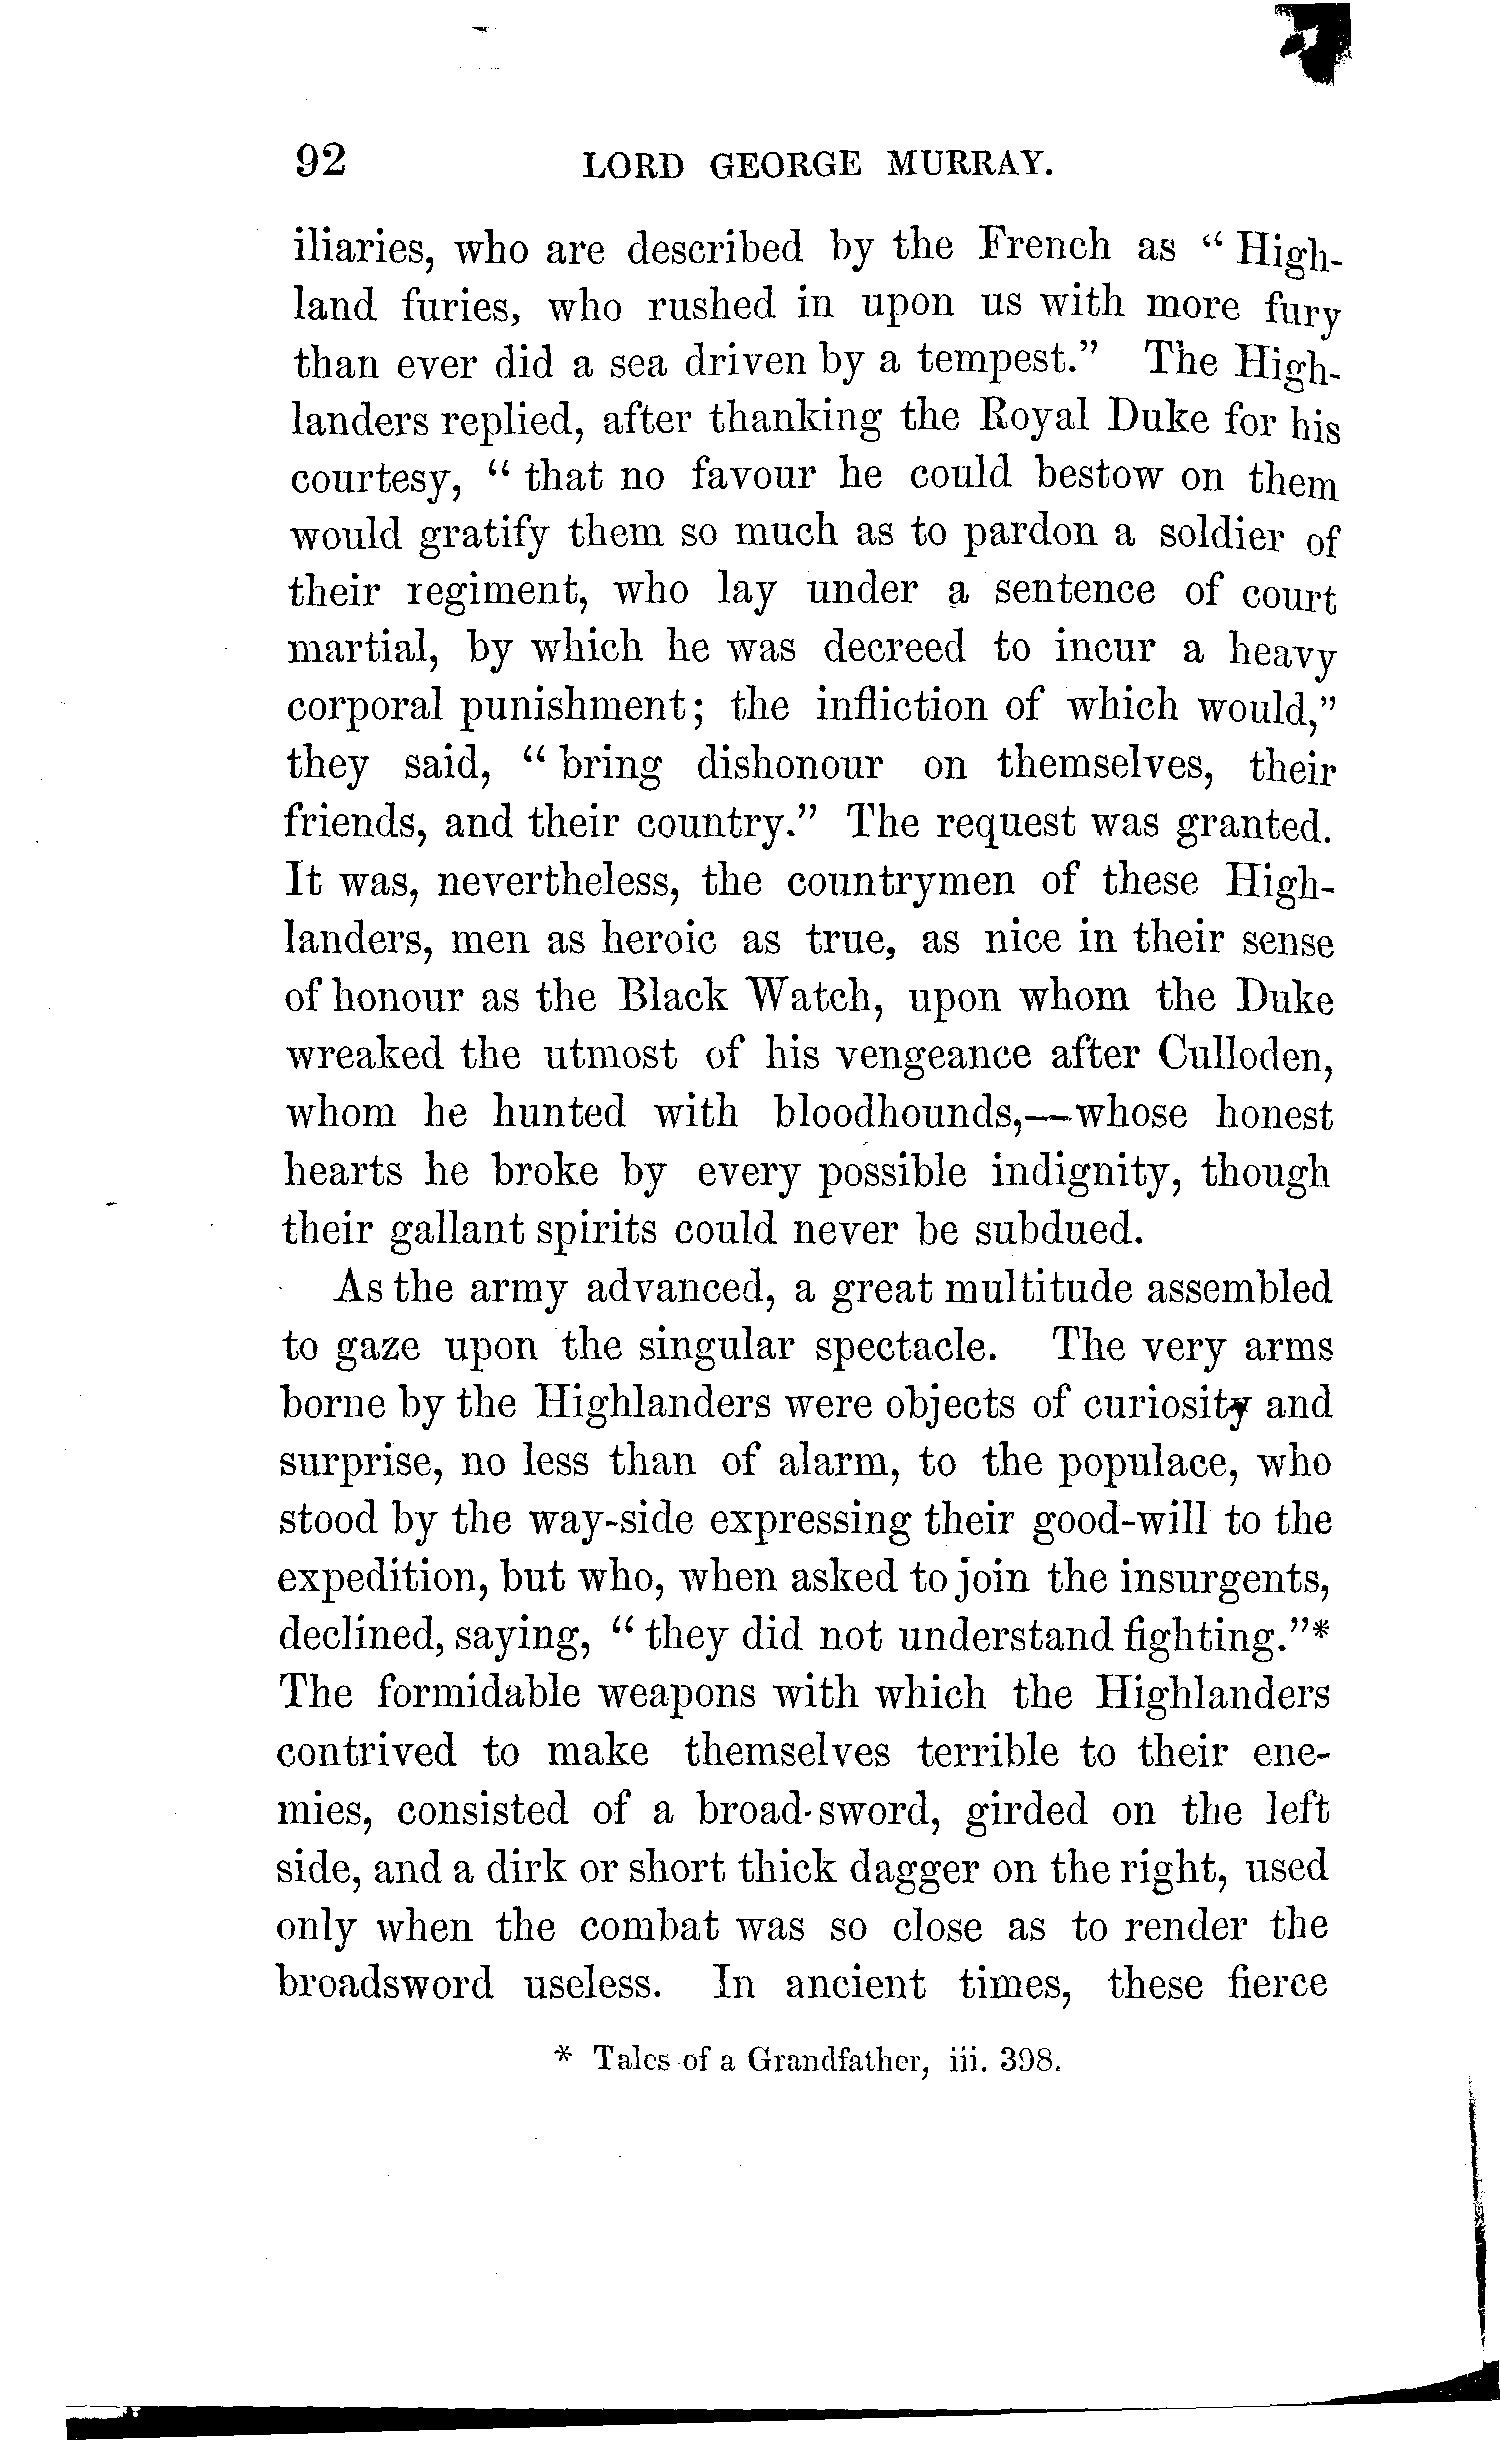 92 LORD GEORGE MURRAY.
iliaries, who are described by the French as “ High-
land furies, who rushed in upon us with more fury
than ever did a sea driven by a tempest.” The High-
landers replied, after thanking the Royal Duke for his
courtesy, “ that no favour he could bestow on them
would gratify them so much as to pardon a soldier of
their regiment, who lay under a sentence of court
martial, by which he was decreed to incur a heavy
corporal punishment; the infliction of which would,”
they said, “ bring dishonour on themselves, their
friends, and their country.” The request was granted.
It was, nevertheless, the countrymen of these High-
landers, men as heroic as true, as nice in their sense
of honour as the Black Watch, upon whom the Duke
wreaked the utmost of his vengeance after Culloden,
whom he hunted with bloodhounds,—whose honest
hearts he broke by every possible indignity, though
their gallant spirits could never be subdued.
As the army advanced, a great multitude assembled
to gaze upon the singular spectacle. The very arms
borne by the Highlanders were objects of curiosity and
surprise, no less than of alarm, to the populace, who
stood by the way-side expressing their good-will to the
expedition, but who, when asked to join the insurgents,
declined, saying, “ they did not understand fighting.”*
The formidable weapons with which the Highlanders
contrived to make themselves terrible to their ene-
mies, consisted of a broad-sword, girded on the left
side, and a dirk or short thick dagger on the right, used
only when the combat was so close as to render the
broadsword useless. In ancient times, these fierce
* Tales of a Grandfather, iii. 398.